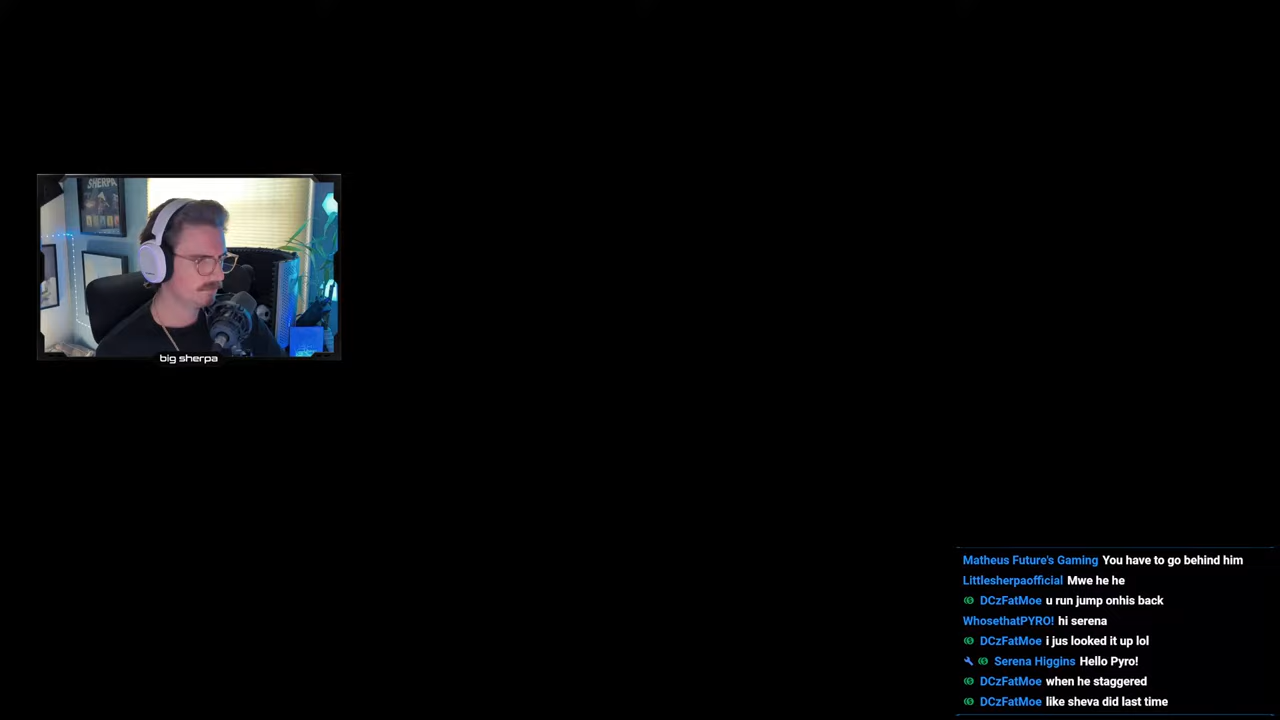 SHERPA
big sherpa
Matheus Future's Gaming You have to go behind him
Littlesherpaofficial Mwe he he
DCzFatMoe u run jump onhis back
WhosethatPYRO! hi serena
DCzFatMoe i jus looked it up lol
Serena Higgins Hello Pyro!
DCzFatMoe when he staggered
DCzFatMoe like sheva did last time